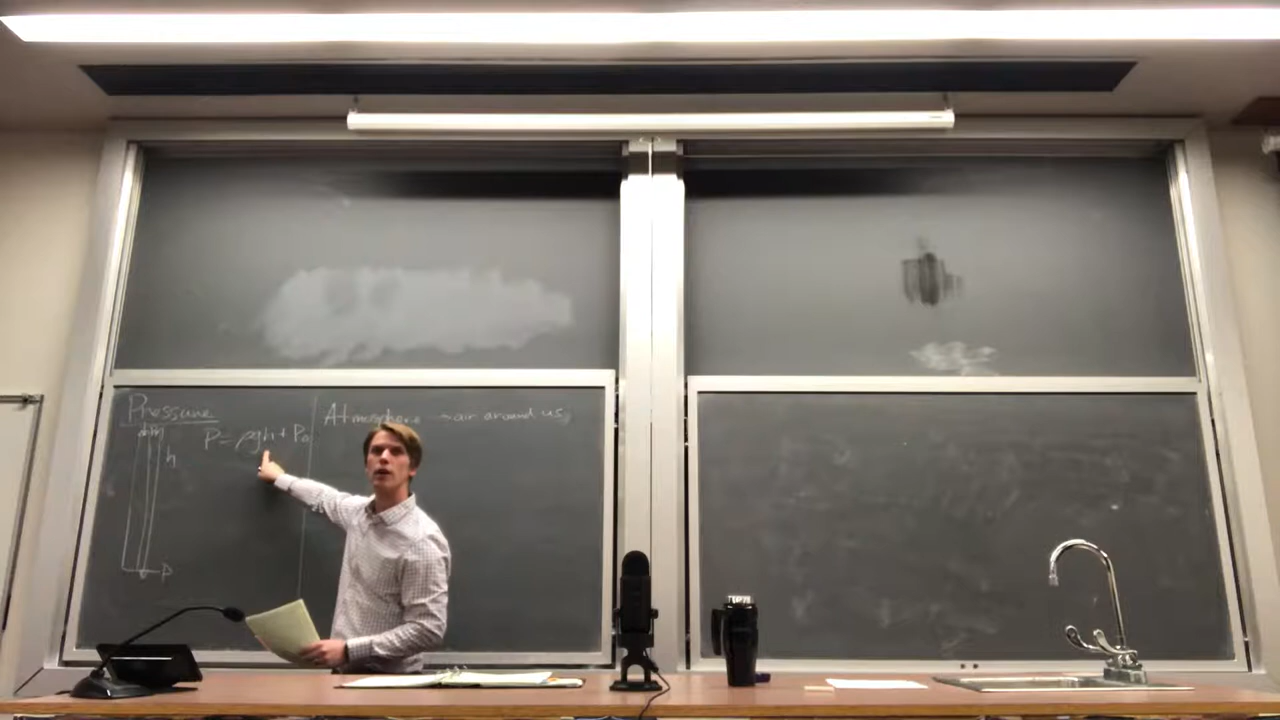 Pressure
P = ρgh + P₀
h
P
Atmosphere - air around us